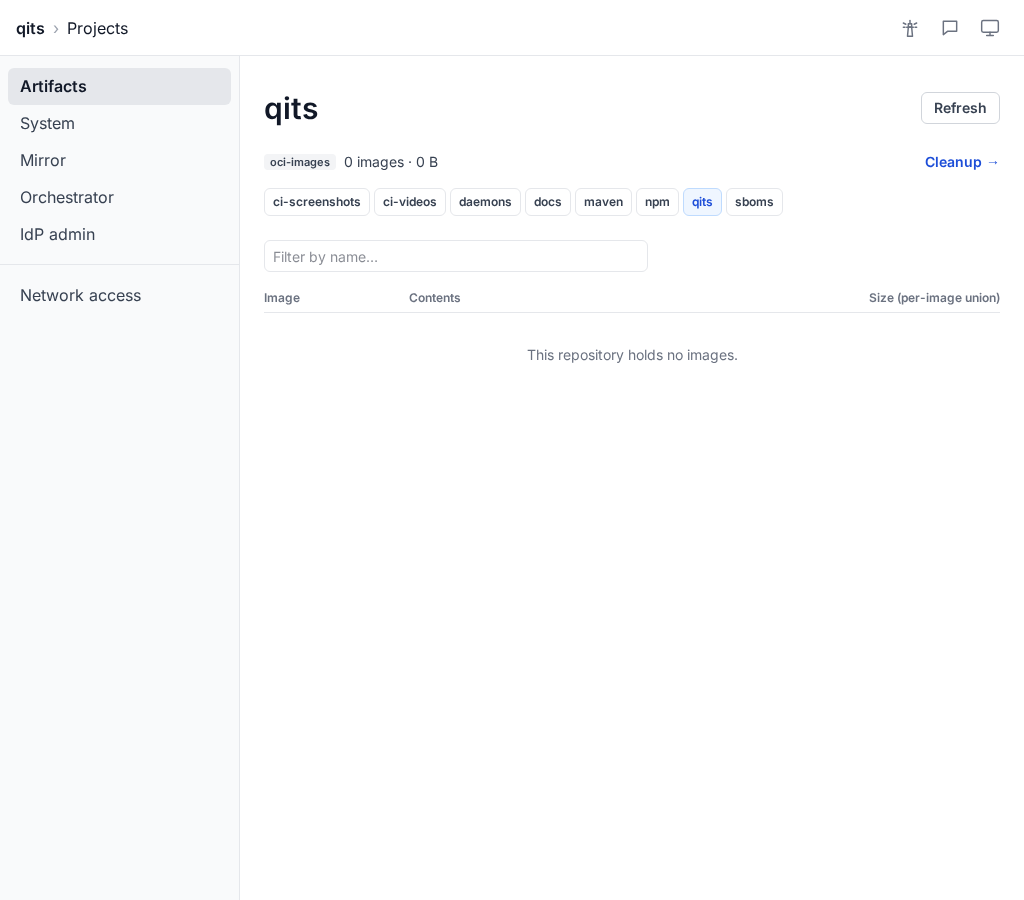 qits › Projects
Artifacts
System
Mirror
Orchestrator
IdP admin
Network access
qits
Refresh
oci-images 0 images · 0 B
Cleanup →
ci-screenshots ci-videos daemons docs maven npm qits sboms
Filter by name...
Image Contents Size (per-image union)
This repository holds no images.